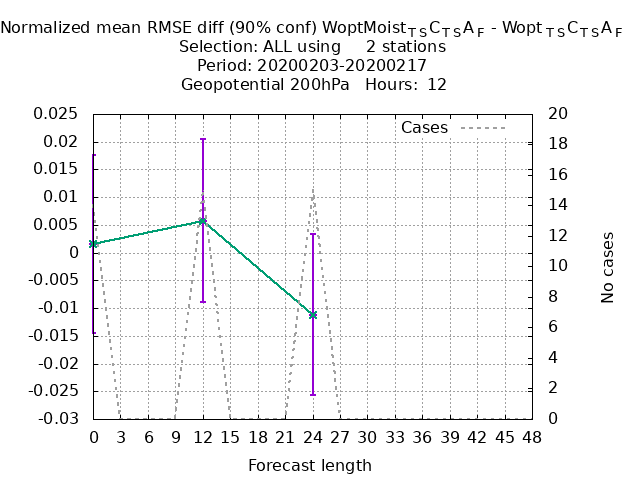 Normalized mean RMSE diff (90% conf) WoptMoist_TSC_TSA_F - Wopt_TSC_TSA_F
Selection: ALL using 2 stations
Period: 20200203-20200217
Geopotential 200hPa Hours: 12
Cases
0.025
0.02
0.015
0.01
0.005
0
-0.005
-0.01
-0.015
-0.02
-0.025
-0.03
20
18
16
14
12
10
8
6
4
2
0
No cases
0 3 6 9 12 15 18 21 24 27 30 33 36 39 42 45 48
Forecast length